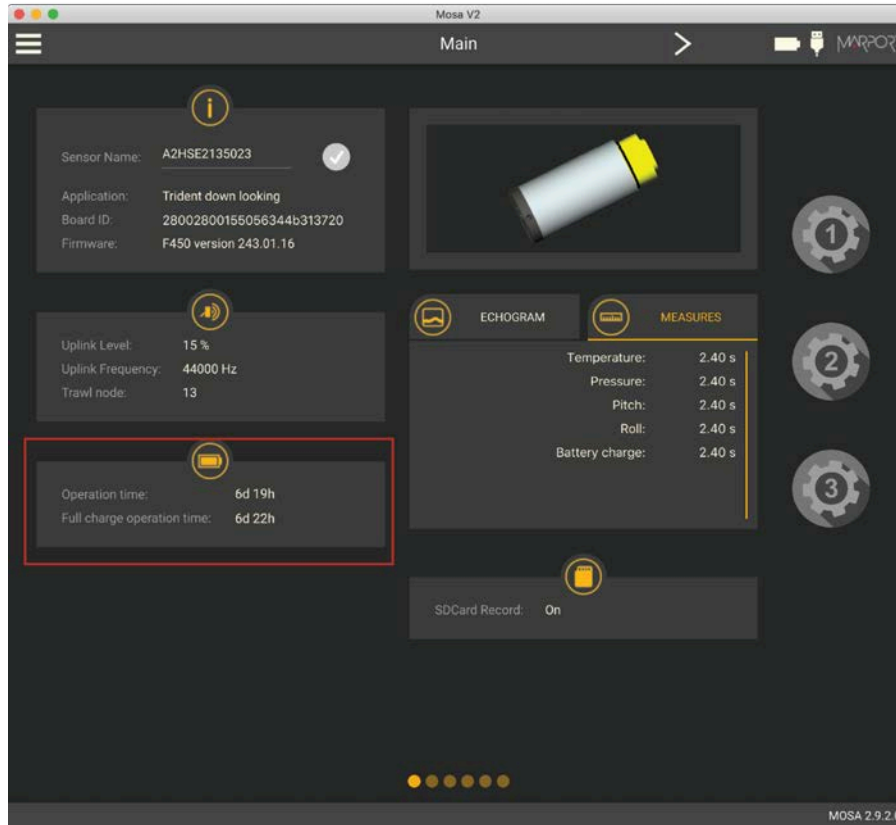 Mosa V2
Main
MARPORT
Sensor Name: A2HSE2135023
Application: Trident down looking
Board ID: 28002800155056344b313720
Firmware: F450 version 243.01.16
Uplink Level: 15 %
Uplink Frequency: 44000 Hz
Trawl node: 13
Operation time: 6d 19h
Full charge operation time: 6d 22h
ECHOGRAM
MEASURES
Temperature: 2.40 s
Pressure: 2.40 s
Pitch: 2.40 s
Roll: 2.40 s
Battery charge: 2.40 s
SDCard Record: On
1
2
3
MOSA 2.9.2